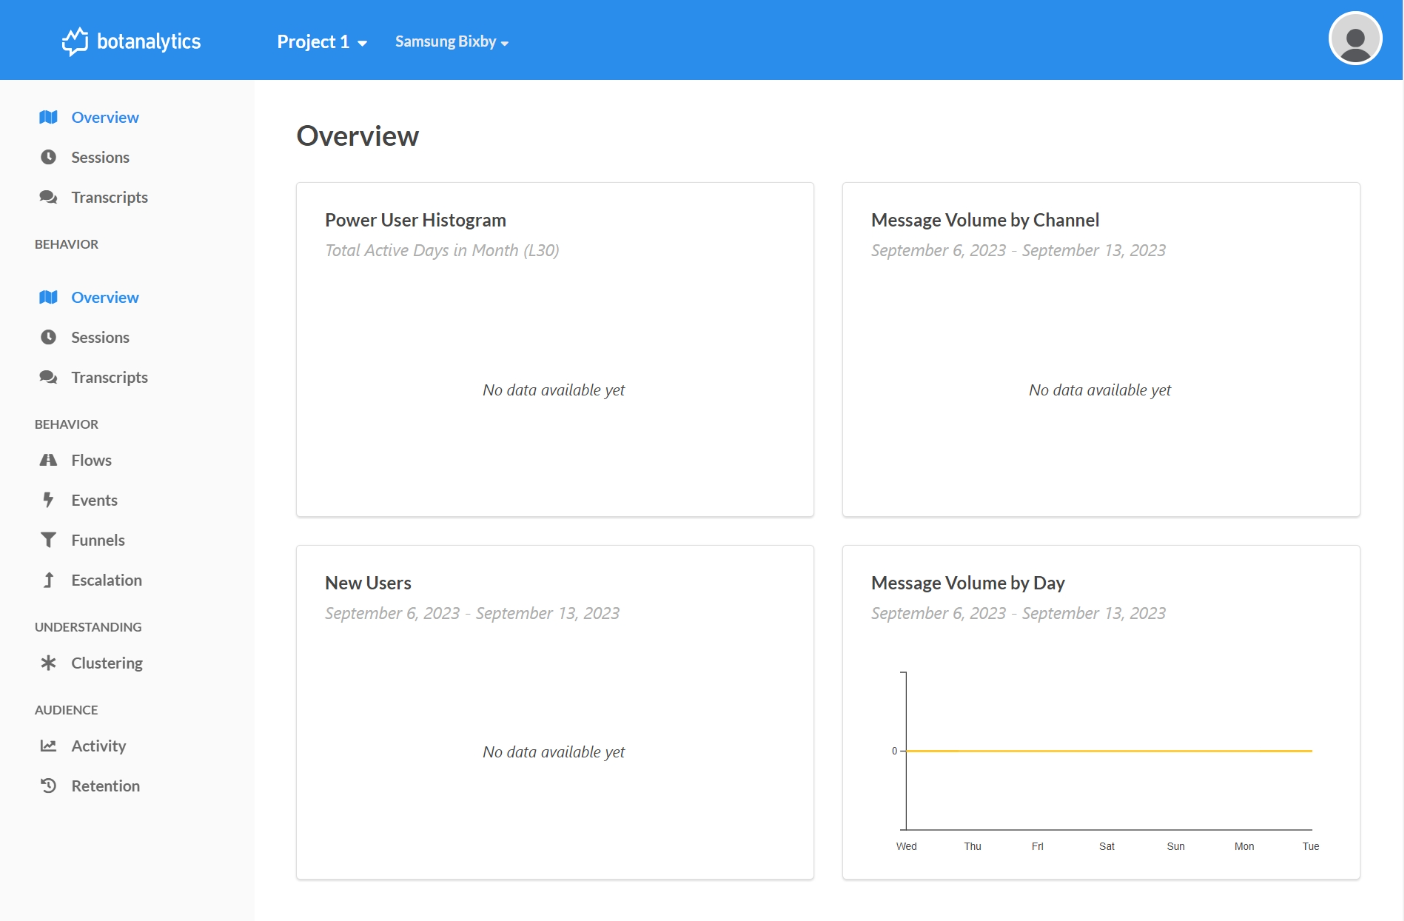 botanalytics
Project 1
Samsung Bixby
Overview
Sessions
Transcripts
BEHAVIOR
Overview
Sessions
Transcripts
BEHAVIOR
Flows
Events
Funnels
Escalation
UNDERSTANDING
Clustering
AUDIENCE
Activity
Retention
Overview
Power User Histogram
Total Active Days in Month (L30)
No data available yet
Message Volume by Channel
September 6, 2023 - September 13, 2023
No data available yet
New Users
September 6, 2023 - September 13, 2023
No data available yet
Message Volume by Day
September 6, 2023 - September 13, 2023
0
Wed Thu Fri Sat Sun Mon Tue